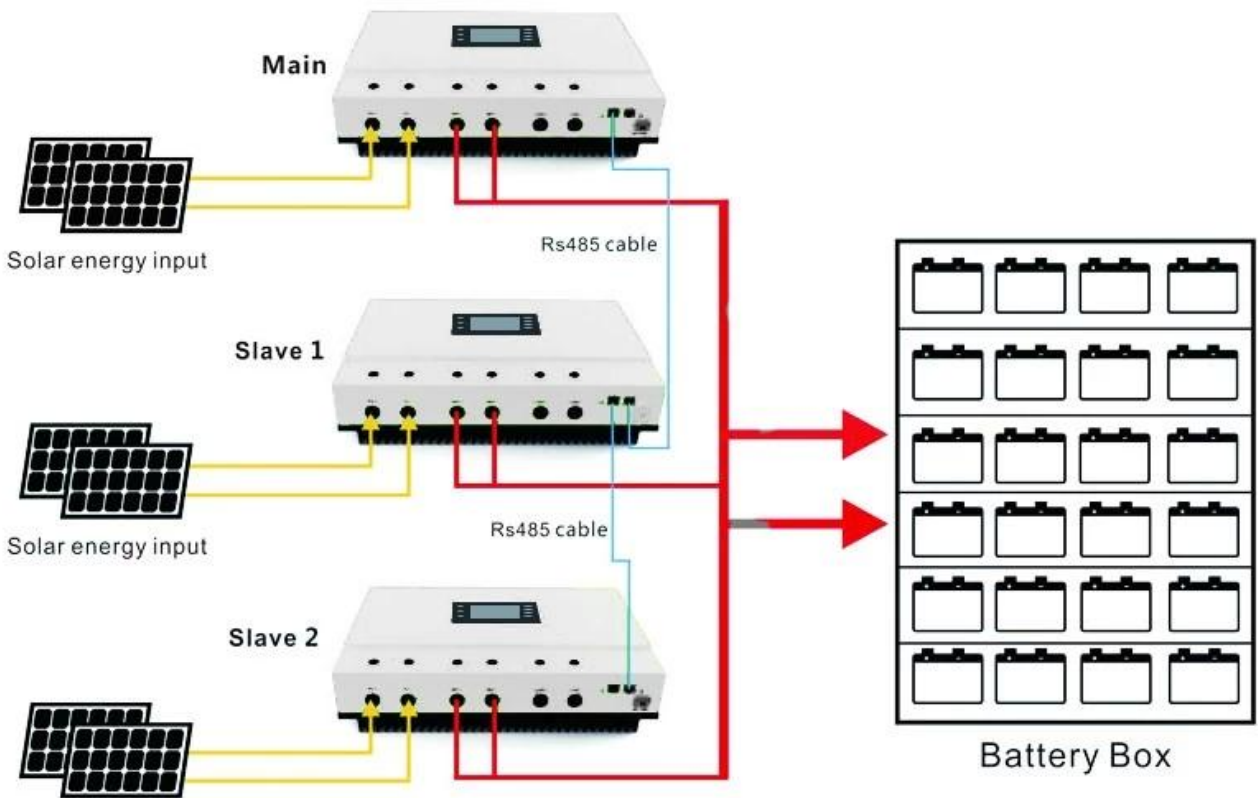 Main
Solar energy input
Rs485 cable
Slave 1
Solar energy input
Rs485 cable
Slave 2
Battery Box